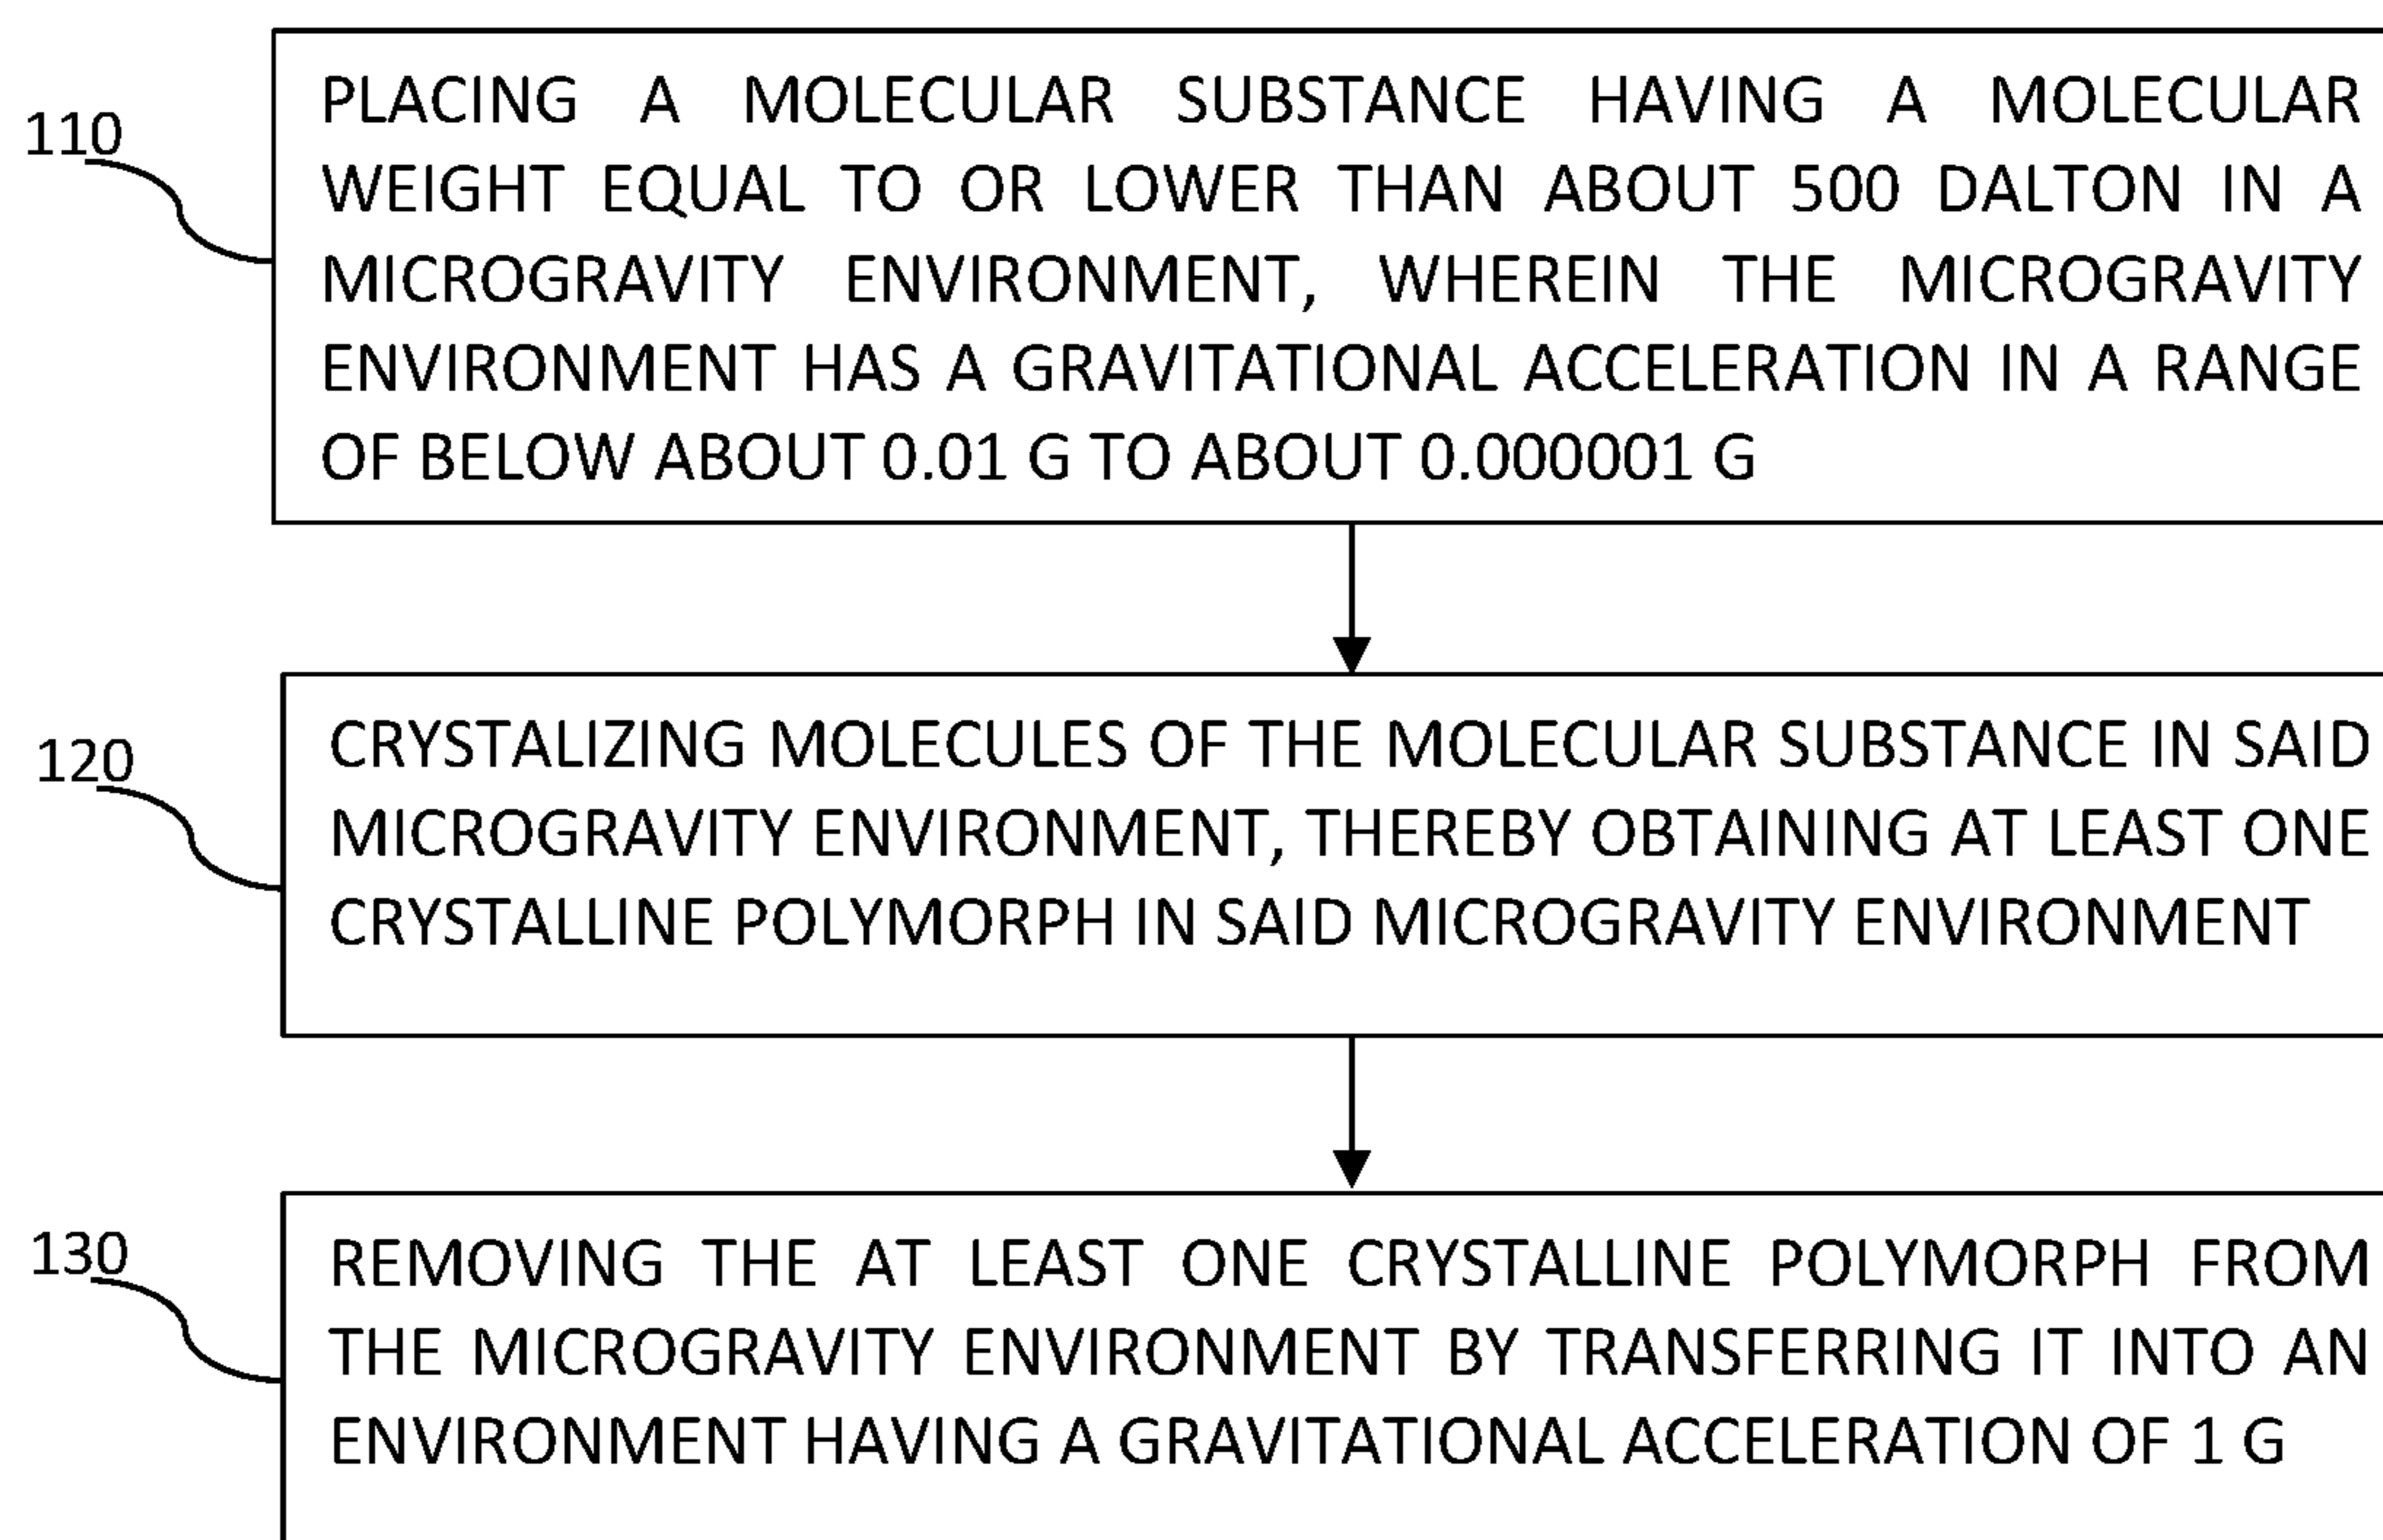 110
PLACING A MOLECULAR SUBSTANCE HAVING A MOLECULAR
WEIGHT EQUAL TO OR LOWER THAN ABOUT 500 DALTON IN A
MICROGRAVITY ENVIRONMENT, WHEREIN THE MICROGRAVITY
ENVIRONMENT HAS A GRAVITATIONAL ACCELERATION IN A RANGE
OF BELOW ABOUT 0.01 G TO ABOUT 0.000001 G
120
CRYSTALIZING MOLECULES OF THE MOLECULAR SUBSTANCE IN SAID
MICROGRAVITY ENVIRONMENT, THEREBY OBTAINING AT LEAST ONE
CRYSTALLINE POLYMORPH IN SAID MICROGRAVITY ENVIRONMENT
130
REMOVING THE AT LEAST ONE CRYSTALLINE POLYMORPH FROM
THE MICROGRAVITY ENVIRONMENT BY TRANSFERRING IT INTO AN
ENVIRONMENT HAVING A GRAVITATIONAL ACCELERATION OF 1 G